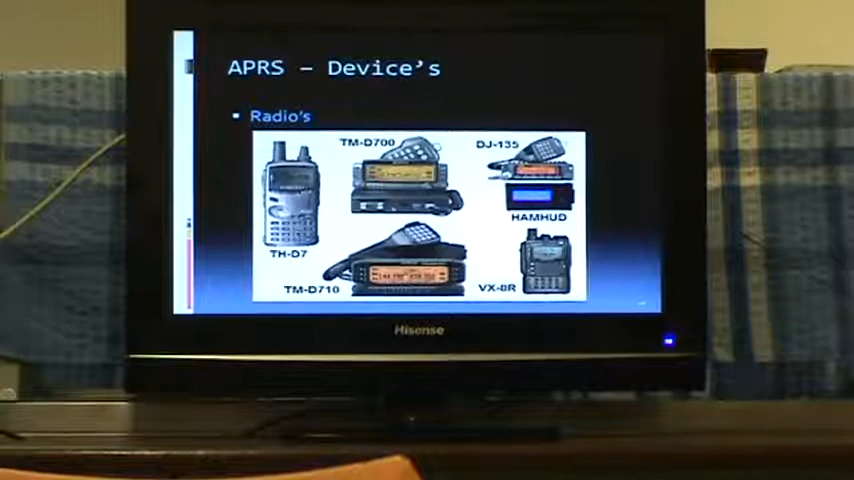 APRS – Device’s
▪ Radio’s
TM-D700
DJ-135
HAMHUD
TH-D7
TM-D710
VX-8R
Hisense